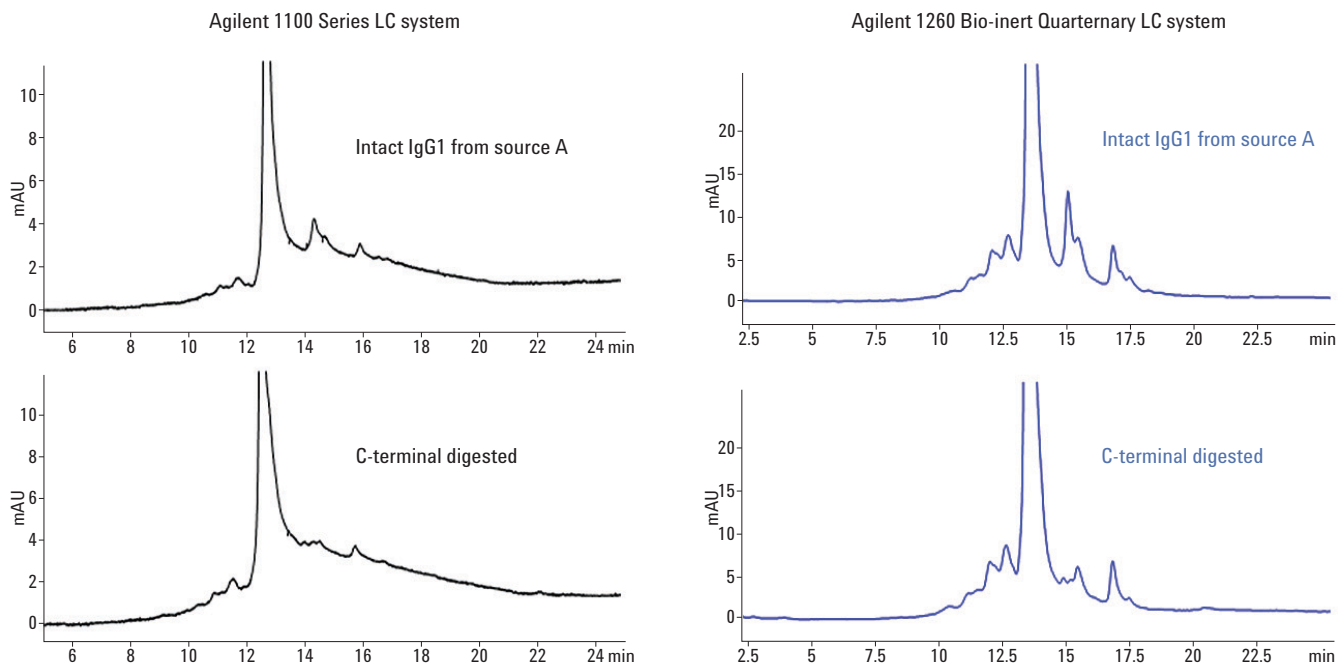 Agilent 1100 Series LC system
Agilent 1260 Bio-inert Quarternary LC system
10
8
6
4
2
0
mAU
Intact IgG1 from source A
6 8 10 12 14 16 18 20 22 24 min
20
15
10
5
0
mAU
Intact IgG1 from source A
2.5 5 7.5 10 12.5 15 17.5 20 22.5 min
10
8
6
4
2
0
mAU
C-terminal digested
6 8 10 12 14 16 18 20 22 24 min
20
15
10
5
0
mAU
C-terminal digested
2.5 5 7.5 10 12.5 15 17.5 20 22.5 min